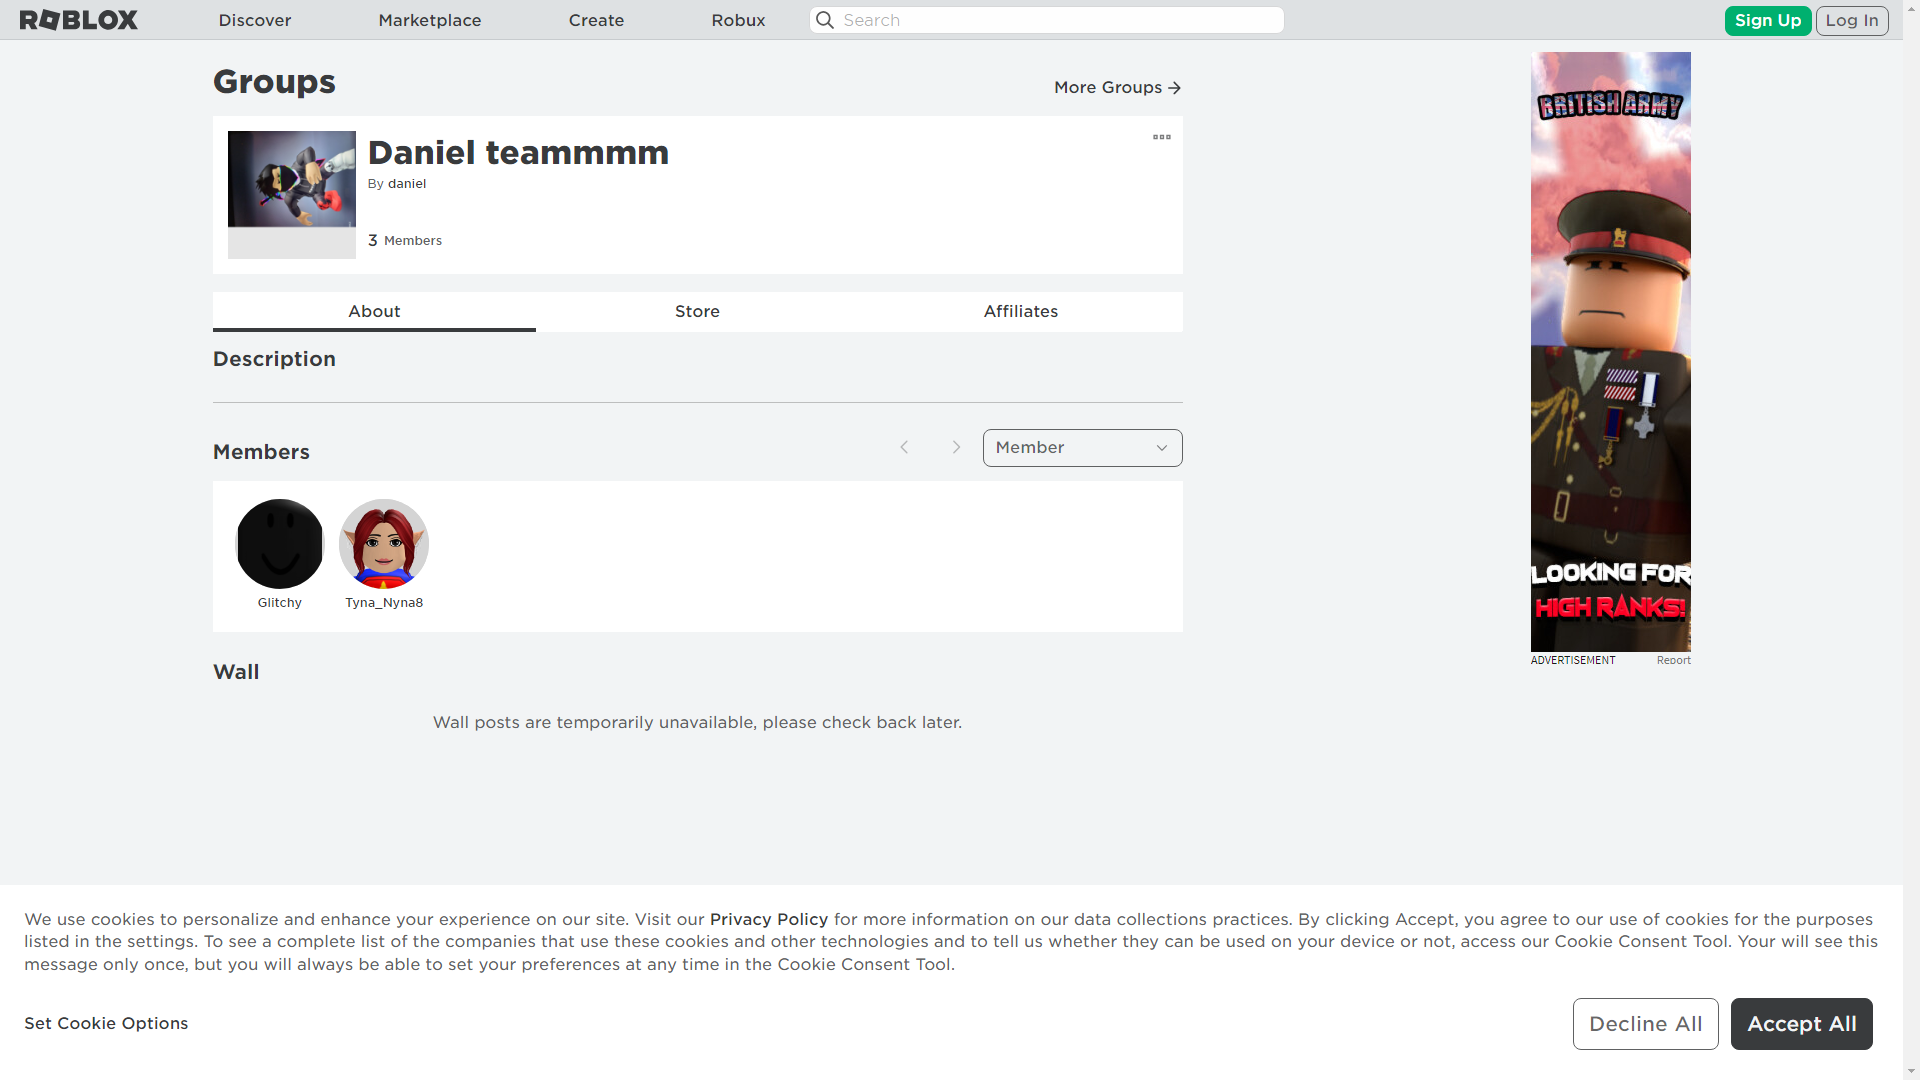 ROBLOX
Discover
Marketplace
Create
Robux
Search
Sign Up
Log In
Groups
More Groups
Daniel teammmm
By daniel
3 Members
About
Store
Affiliates
Description
Members
Member
Glitchy
Tyna_Nyna8
Wall
Wall posts are temporarily unavailable, please check back later.
BRITISH ARMY
LOOKING FOR
HIGH RANKS!
ADVERTISEMENT
Report
We use cookies to personalize and enhance your experience on our site. Visit our Privacy Policy for more information on our data collections practices. By clicking Accept, you agree to our use of cookies for the purposes
listed in the settings. To see a complete list of the companies that use these cookies and other technologies and to tell us whether they can be used on your device or not, access our Cookie Consent Tool. Your will see this
message only once, but you will always be able to set your preferences at any time in the Cookie Consent Tool.
Set Cookie Options
Decline All
Accept All